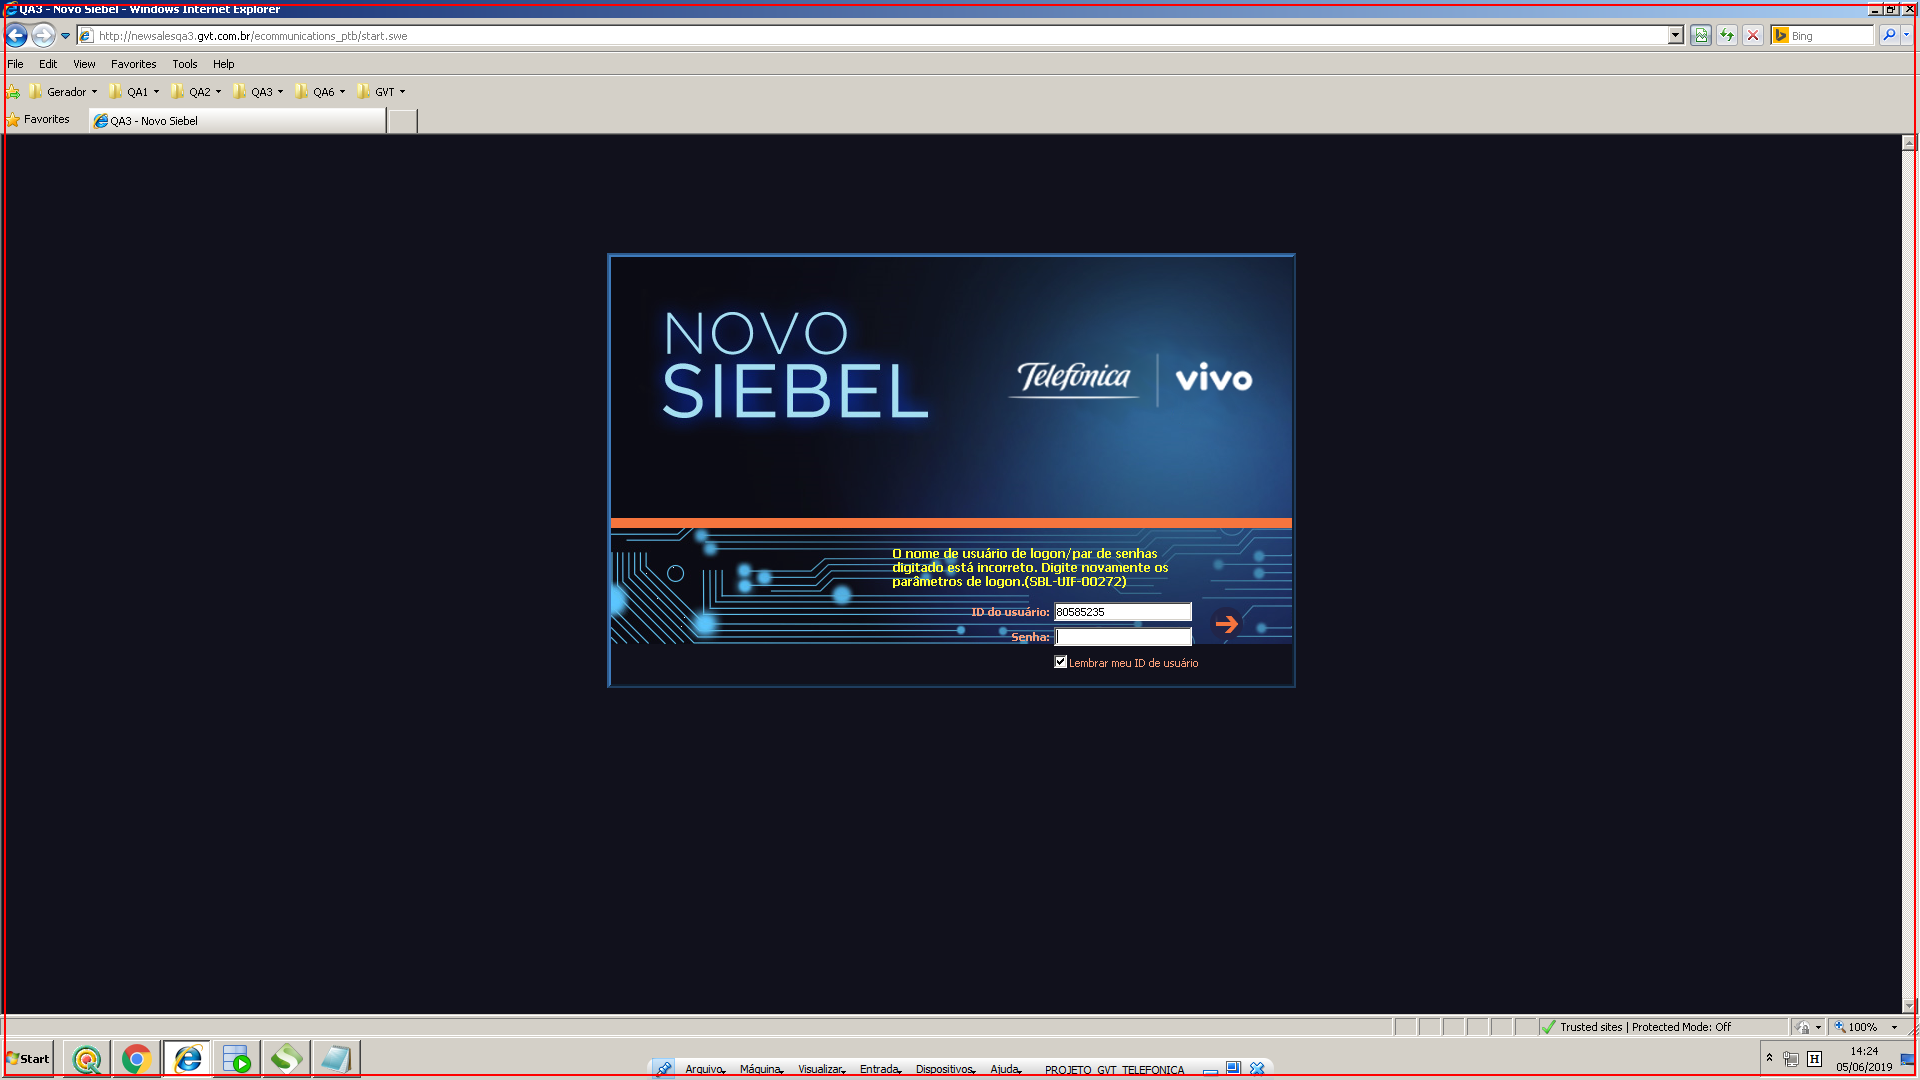 QA3 - Novo Siebel - Windows Internet Explorer
http://newsalesqa3.gvt.com.br/ecommunications_ptb/start.swe
Bing
File Edit View Favorites Tools Help
Gerador QA1 QA2 QA3 QA6 GVT
Favorites QA3 - Novo Siebel
NOVO
SIEBEL
Telefónica vivo
O nome de usuário de logon/par de senhas
digitado está incorreto. Digite novamente os
parâmetros de logon.(SBL-UIF-00272)
ID do usuário: 80585235
Senha:
Lembrar meu ID de usuário
Trusted sites | Protected Mode: Off
100%
Start
H
14:24
05/06/2019
Arquivo Máquina Visualizar Entrada Dispositivos Ajuda PROJETO_GVT_TELEFONICA